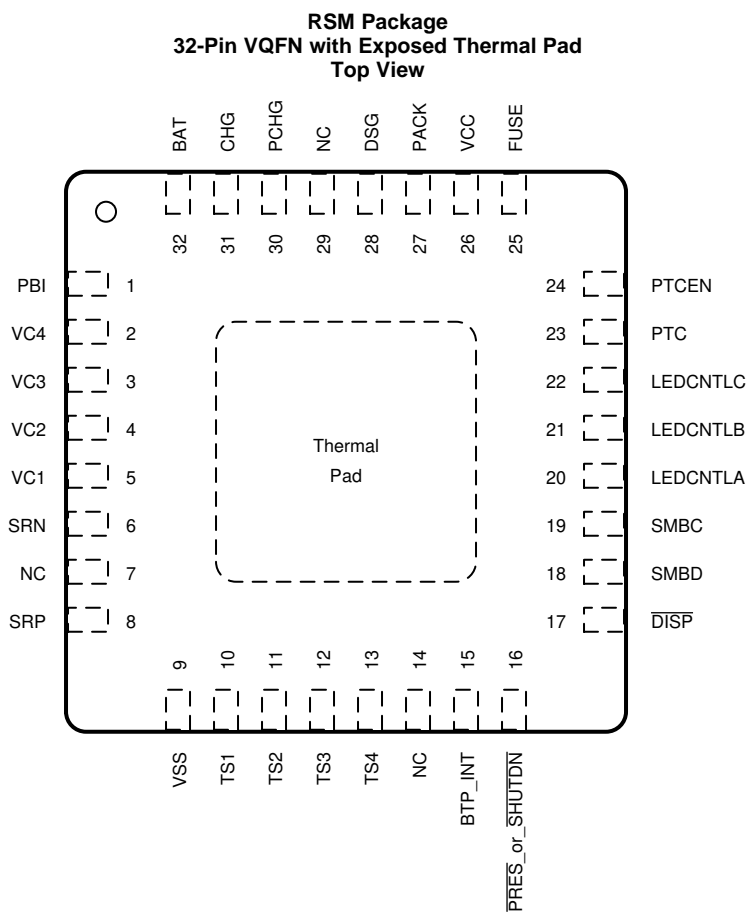 RSM Package
32-Pin VQFN with Exposed Thermal Pad
Top View
BAT
CHG
PCHG
NC
DSG
PACK
VCC
FUSE
32
31
30
29
28
27
26
25
PBI 1
VC4 2
VC3 3
VC2 4
VC1 5
SRN 6
NC 7
SRP 8
Thermal
Pad
24 PTCEN
23 PTC
22 LEDCNTLC
21 LEDCNTLB
20 LEDCNTLA
19 SMBC
18 SMBD
17 DISP
9
10
11
12
13
14
15
16
VSS
TS1
TS2
TS3
TS4
NC
BTP_INT
PRES_or_SHUTDN